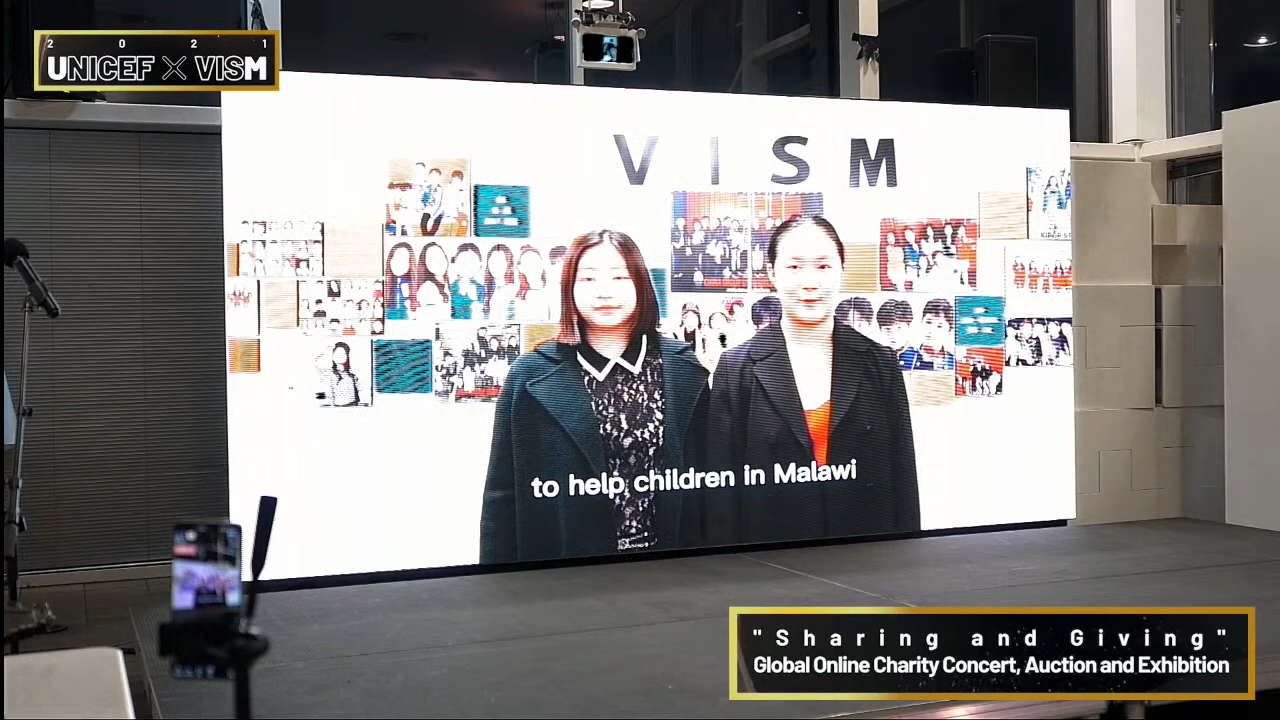 2 0 2 1
UNICEF × VISM
VISM
to help children in Malawi
"Sharing and Giving"
Global Online Charity Concert, Auction and Exhibition